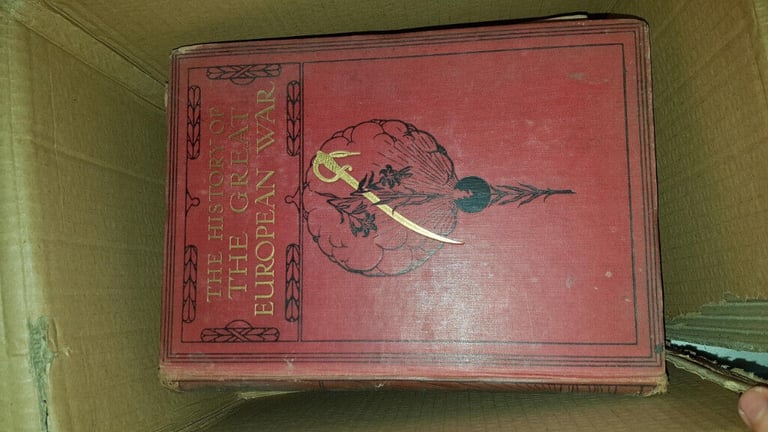 THE HISTORY OF
THE GREAT
EUROPEAN WAR